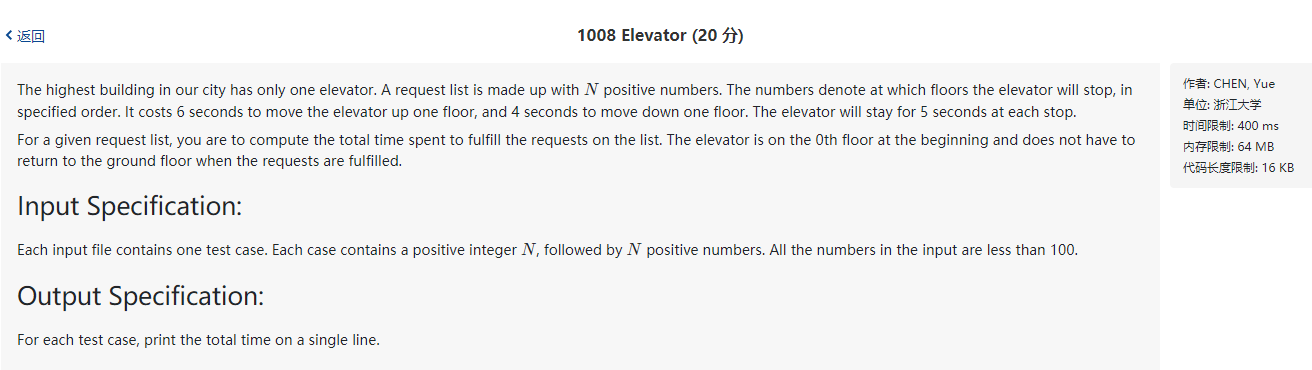 返回
1008 Elevator (20 分)
The highest building in our city has only one elevator. A request list is made up with N positive numbers. The numbers denote at which floors the elevator will stop, in
specified order. It costs 6 seconds to move the elevator up one floor, and 4 seconds to move down one floor. The elevator will stay for 5 seconds at each stop.
For a given request list, you are to compute the total time spent to fulfill the requests on the list. The elevator is on the 0th floor at the beginning and does not have to
return to the ground floor when the requests are fulfilled.
Input Specification:
Each input file contains one test case. Each case contains a positive integer N, followed by N positive numbers. All the numbers in the input are less than 100.
Output Specification:
For each test case, print the total time on a single line.
作者: CHEN, Yue
单位: 浙江大学
时间限制: 400 ms
内存限制: 64 MB
代码长度限制: 16 KB